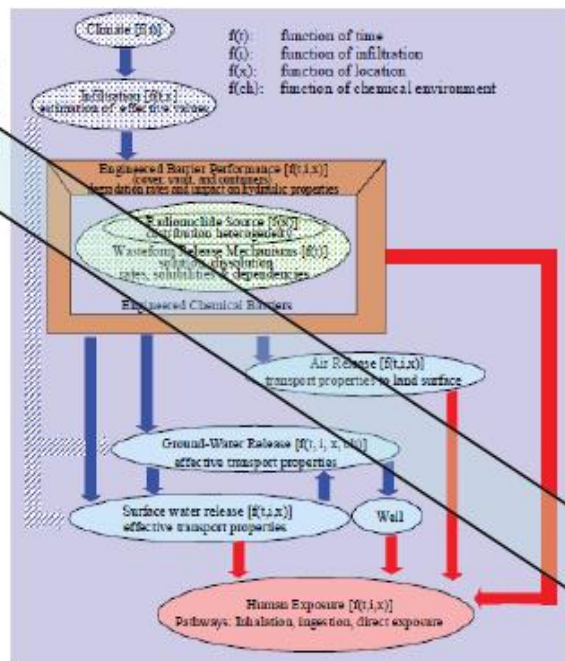 Climate [f(t)]
f(t): function of time
f(i): function of infiltration
f(x): function of location
f(ch): function of chemical environment
Infiltration [f(t,x)]
estimation of effective values
Engineered Barrier Performance [f(t,i,x)]
(cover, vault, and containers)
degradation rates and impact on hydraulic properties
Radionuclide Source [f(x)]
distribution heterogeneity
Wasteform Release Mechanisms [f(t)]
solution, dissolution
rates, solubilities & dependencies
Engineered Chemical Barriers
Air Release [f(t,i,x)]
transport properties to land surface
Ground-Water Release [f(t, i, x, ch)]
effective transport properties
Surface water release [f(t,i,x)]
effective transport properties
Well
Human Exposure [f(t,i,x)]
Pathways: Inhalation, ingestion, direct exposure